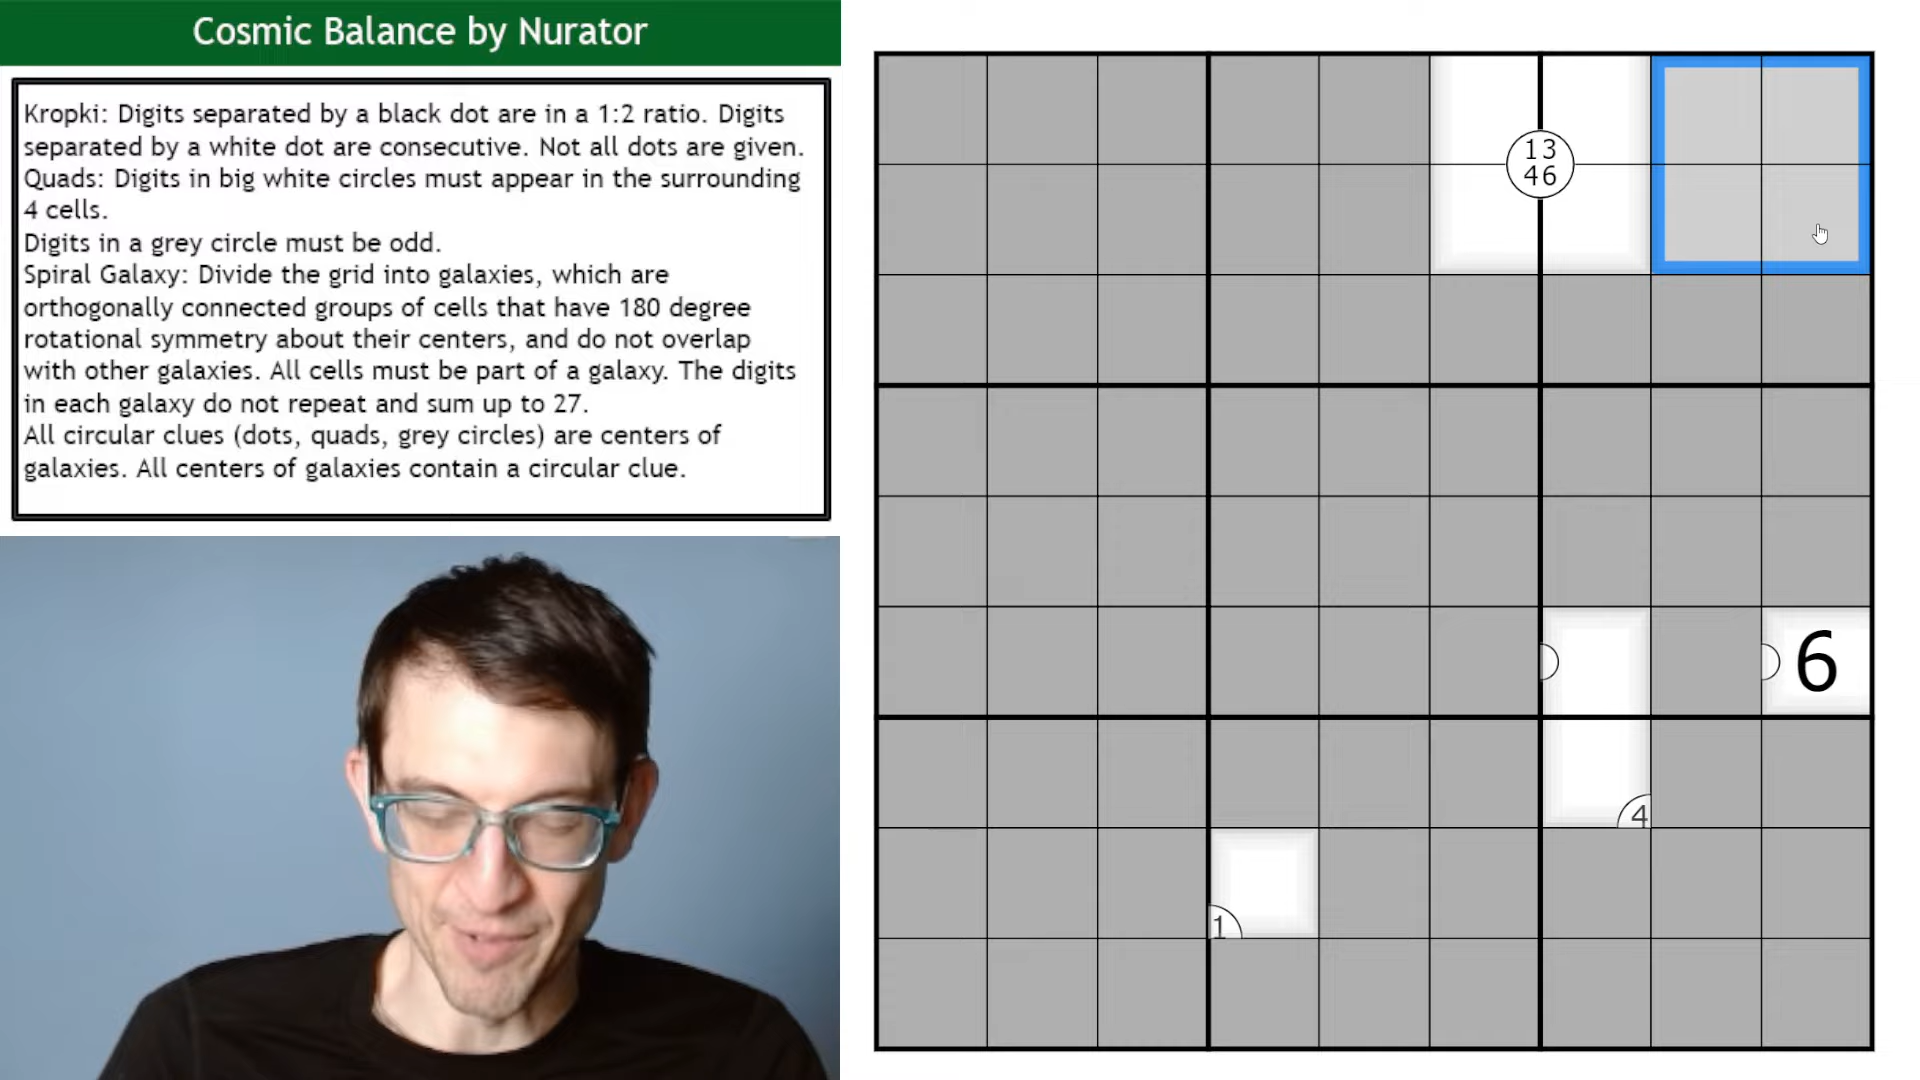 Cosmic Balance by Nurator
Kropki: Digits separated by a black dot are in a 1:2 ratio. Digits
separated by a white dot are consecutive. Not all dots are given.
Quads: Digits in big white circles must appear in the surrounding
4 cells.
Digits in a grey circle must be odd.
Spiral Galaxy: Divide the grid into galaxies, which are
orthogonally connected groups of cells that have 180 degree
rotational symmetry about their centers, and do not overlap
with other galaxies. All cells must be part of a galaxy. The digits
in each galaxy do not repeat and sum up to 27.
All circular clues (dots, quads, grey circles) are centers of
galaxies. All centers of galaxies contain a circular clue.
13
46
6
4
1